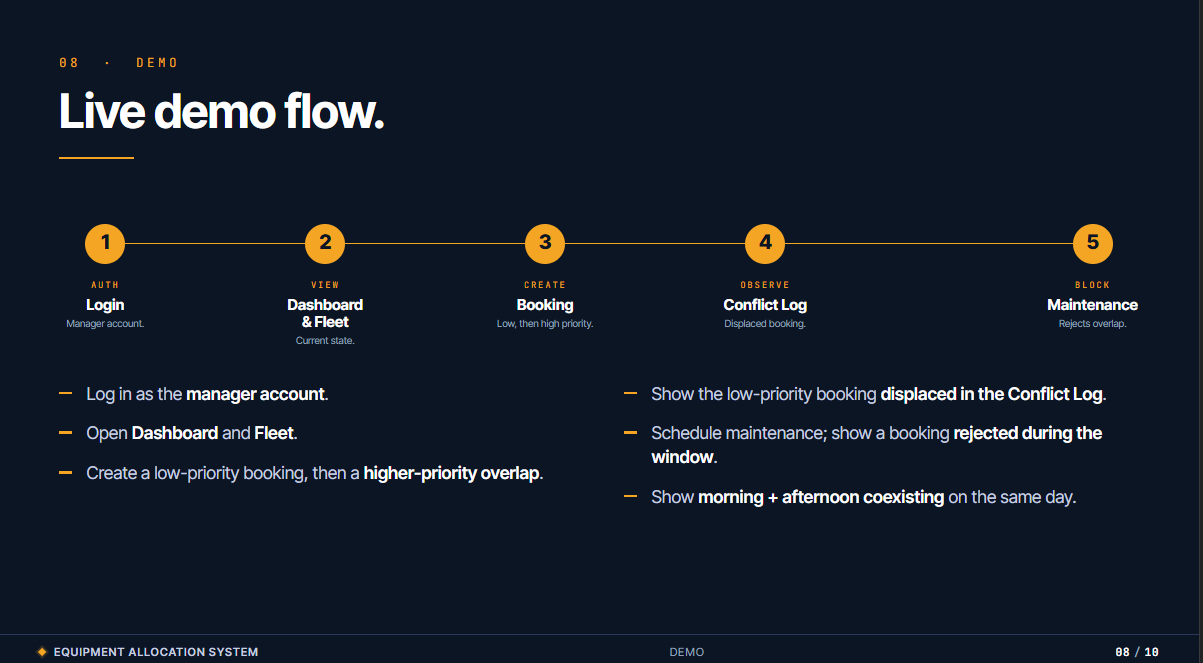 08 · DEMO
Live demo flow.
1
AUTH
Login
Manager account.
2
VIEW
Dashboard
& Fleet
Current state.
3
CREATE
Booking
Low, then high priority.
4
OBSERVE
Conflict Log
Displaced booking.
5
BLOCK
Maintenance
Rejects overlap.
Log in as the manager account.
Open Dashboard and Fleet.
Create a low-priority booking, then a higher-priority overlap.
Show the low-priority booking displaced in the Conflict Log.
Schedule maintenance; show a booking rejected during the
window.
Show morning + afternoon coexisting on the same day.
EQUIPMENT ALLOCATION SYSTEM
DEMO
08 / 10